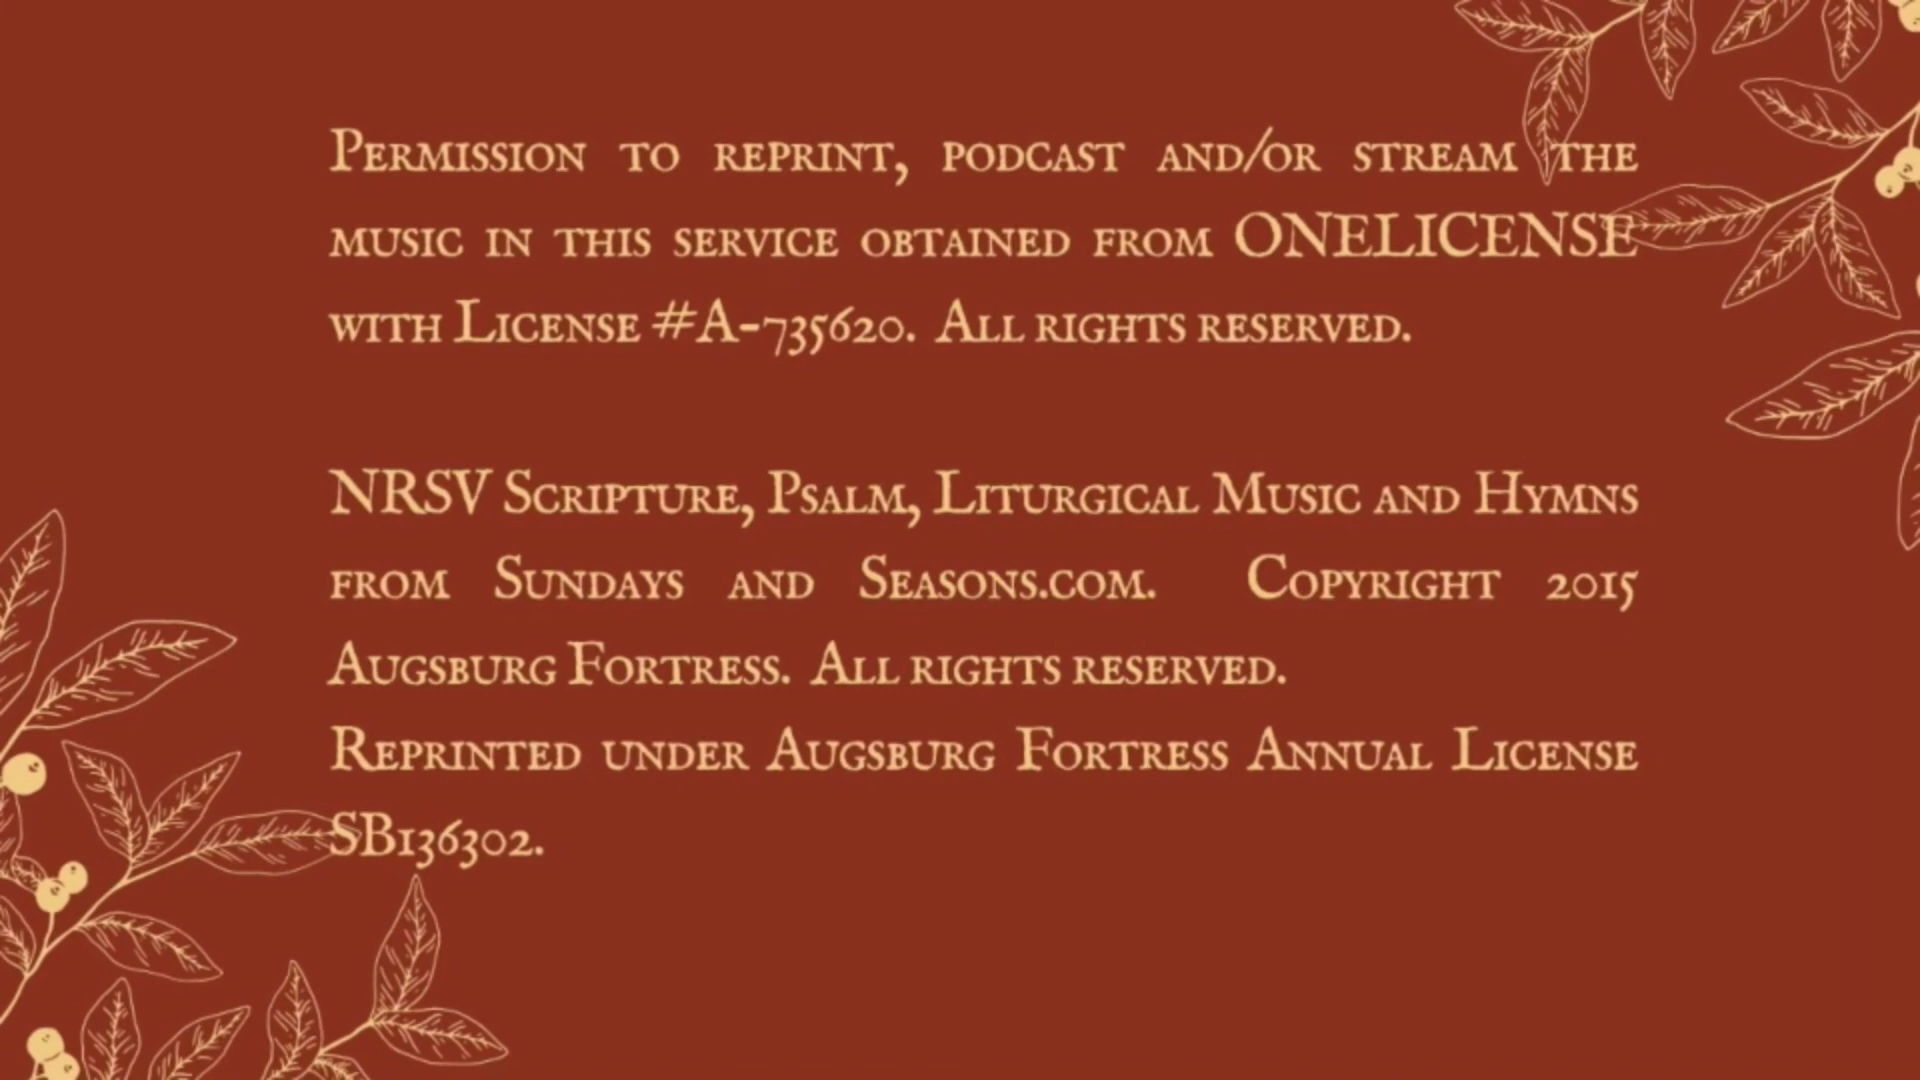 Permission to reprint, podcast and/or stream the
music in this service obtained from ONELICENSE
with License #A-735620. All rights reserved.
NRSV Scripture, Psalm, Liturgical Music and Hymns
from Sundays and Seasons.com. Copyright 2015
Augsburg Fortress. All rights reserved.
Reprinted under Augsburg Fortress Annual License
SB136302.